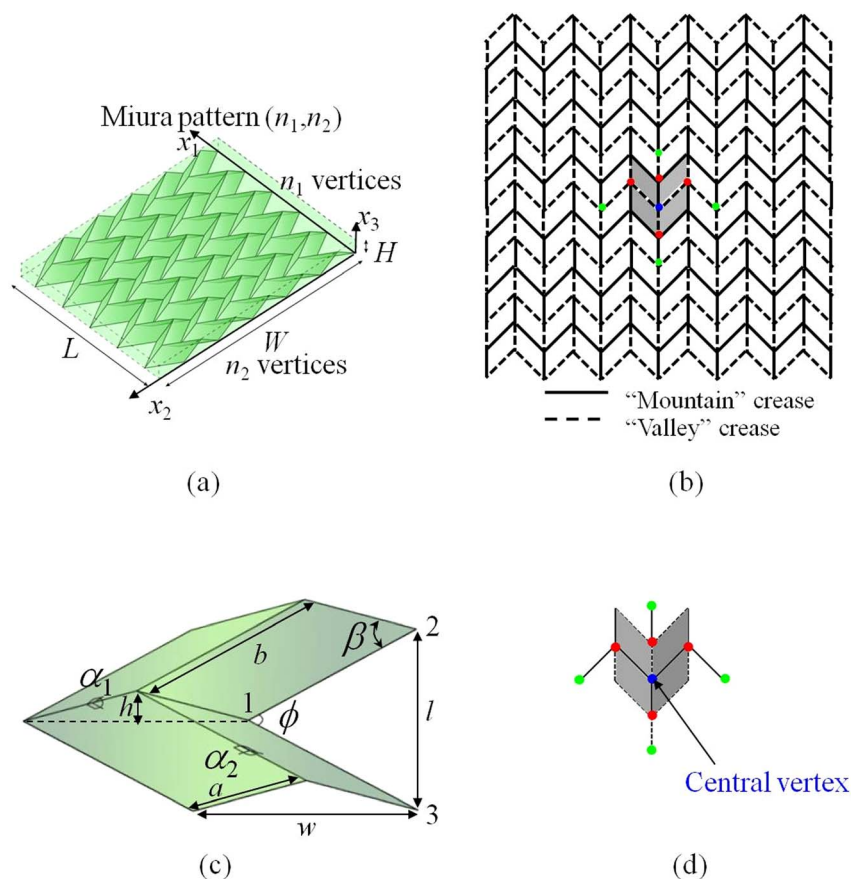 Miura pattern (n₁,n₂)
x₁
n₁ vertices
x₃
H
L
W
n₂ vertices
x₂
(a)
“Mountain” crease
“Valley” crease
(b)
α₁
h
b
1
β
2
ϕ
l
α₂
a
w
3
(c)
Central vertex
(d)